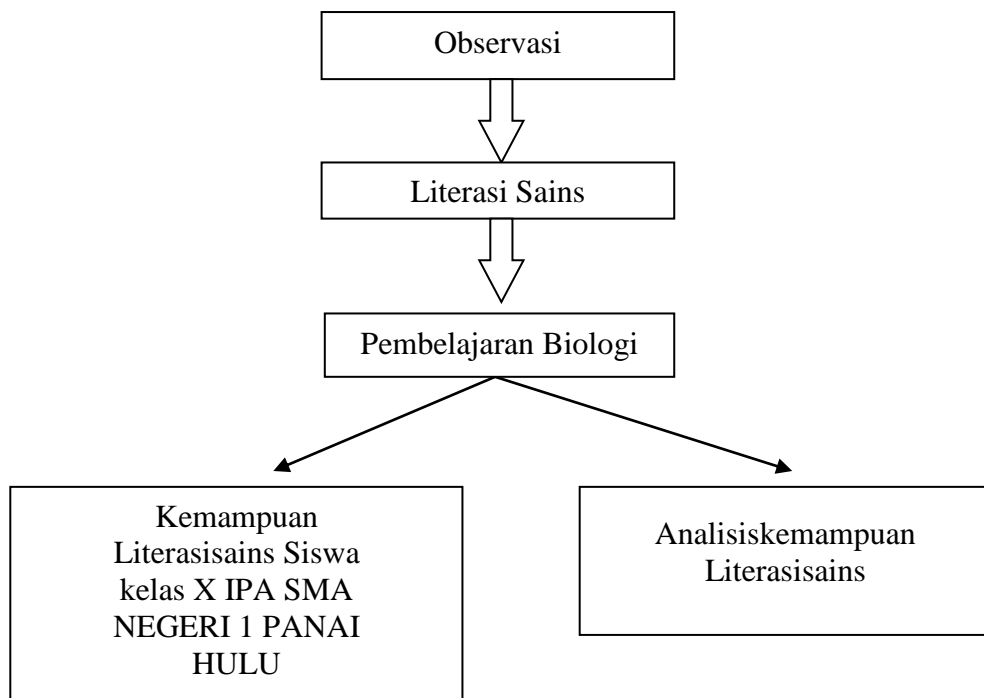 Observasi
Literasi Sains
Pembelajaran Biologi
Kemampuan
Literasisains Siswa
kelas X IPA SMA
NEGERI 1 PANAI
HULU
Analisiskemampuan
Literasisains